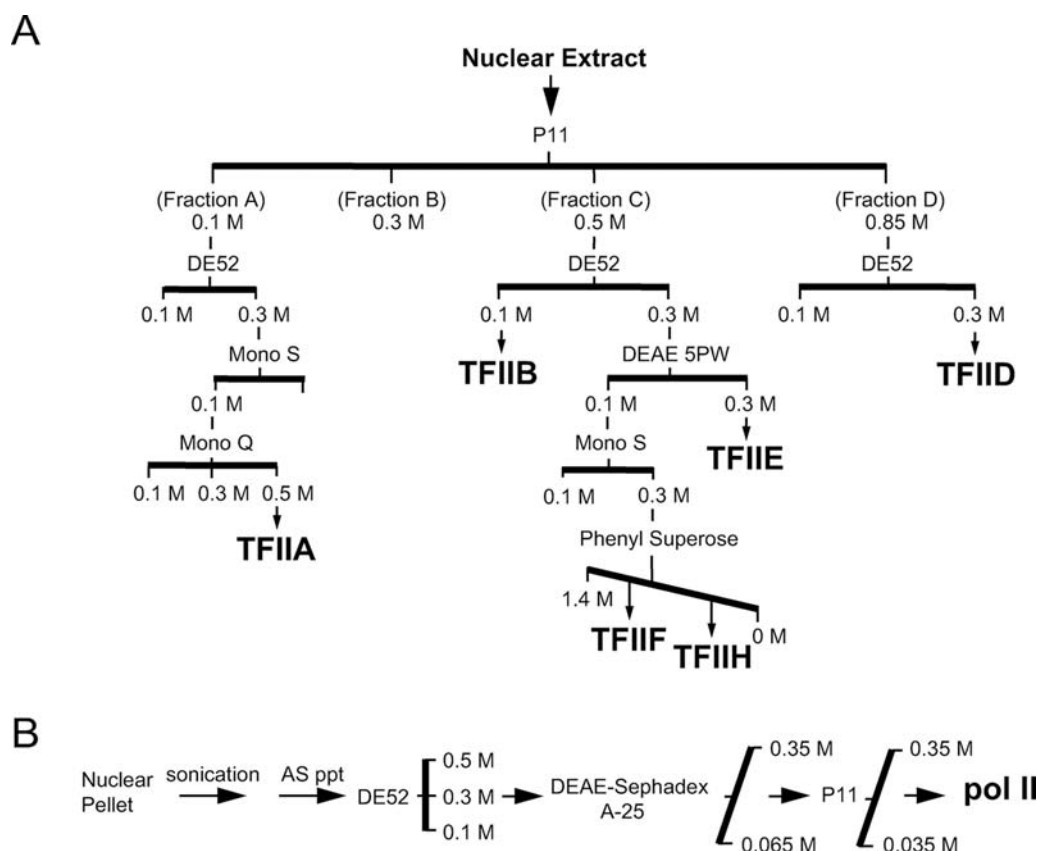 A
Nuclear Extract
P11
(Fraction A) (Fraction B) (Fraction C) (Fraction D)
0.1 M 0.3 M 0.5 M 0.85 M
DE52 DE52 DE52
0.1 M 0.3 M 0.1 M 0.3 M 0.1 M 0.3 M
Mono S TFIIB DEAE 5PW TFIID
0.1 M 0.1 M 0.3 M
Mono Q Mono S TFIIE
0.1 M 0.3 M 0.5 M 0.1 M 0.3 M
TFIIA Phenyl Superose
1.4 M
TFIIF TFIIH 0 M
B
Nuclear
Pellet
sonication
AS ppt
DE52
0.5 M
0.3 M
0.1 M
DEAE-Sephadex
A-25
0.35 M
0.065 M
P11
0.35 M
0.035 M
pol II